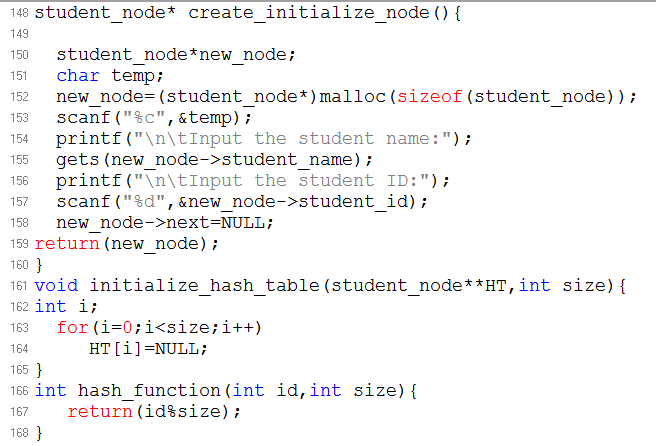 148 student_node* create_initialize_node(){
149
150   student_node*new_node;
151   char temp;
152   new_node=(student_node*)malloc(sizeof(student_node));
153   scanf("%c",&temp);
154   printf("\n\tInput the student name:");
155   gets(new_node->student_name);
156   printf("\n\tInput the student ID:");
157   scanf("%d",&new_node->student_id);
158   new_node->next=NULL;
159 return(new_node);
160 }
161 void initialize_hash_table(student_node**HT,int size){
162 int i;
163   for(i=0;i<size;i++)
164      HT[i]=NULL;
165 }
166 int hash_function(int id,int size){
167    return(id%size);
168 }